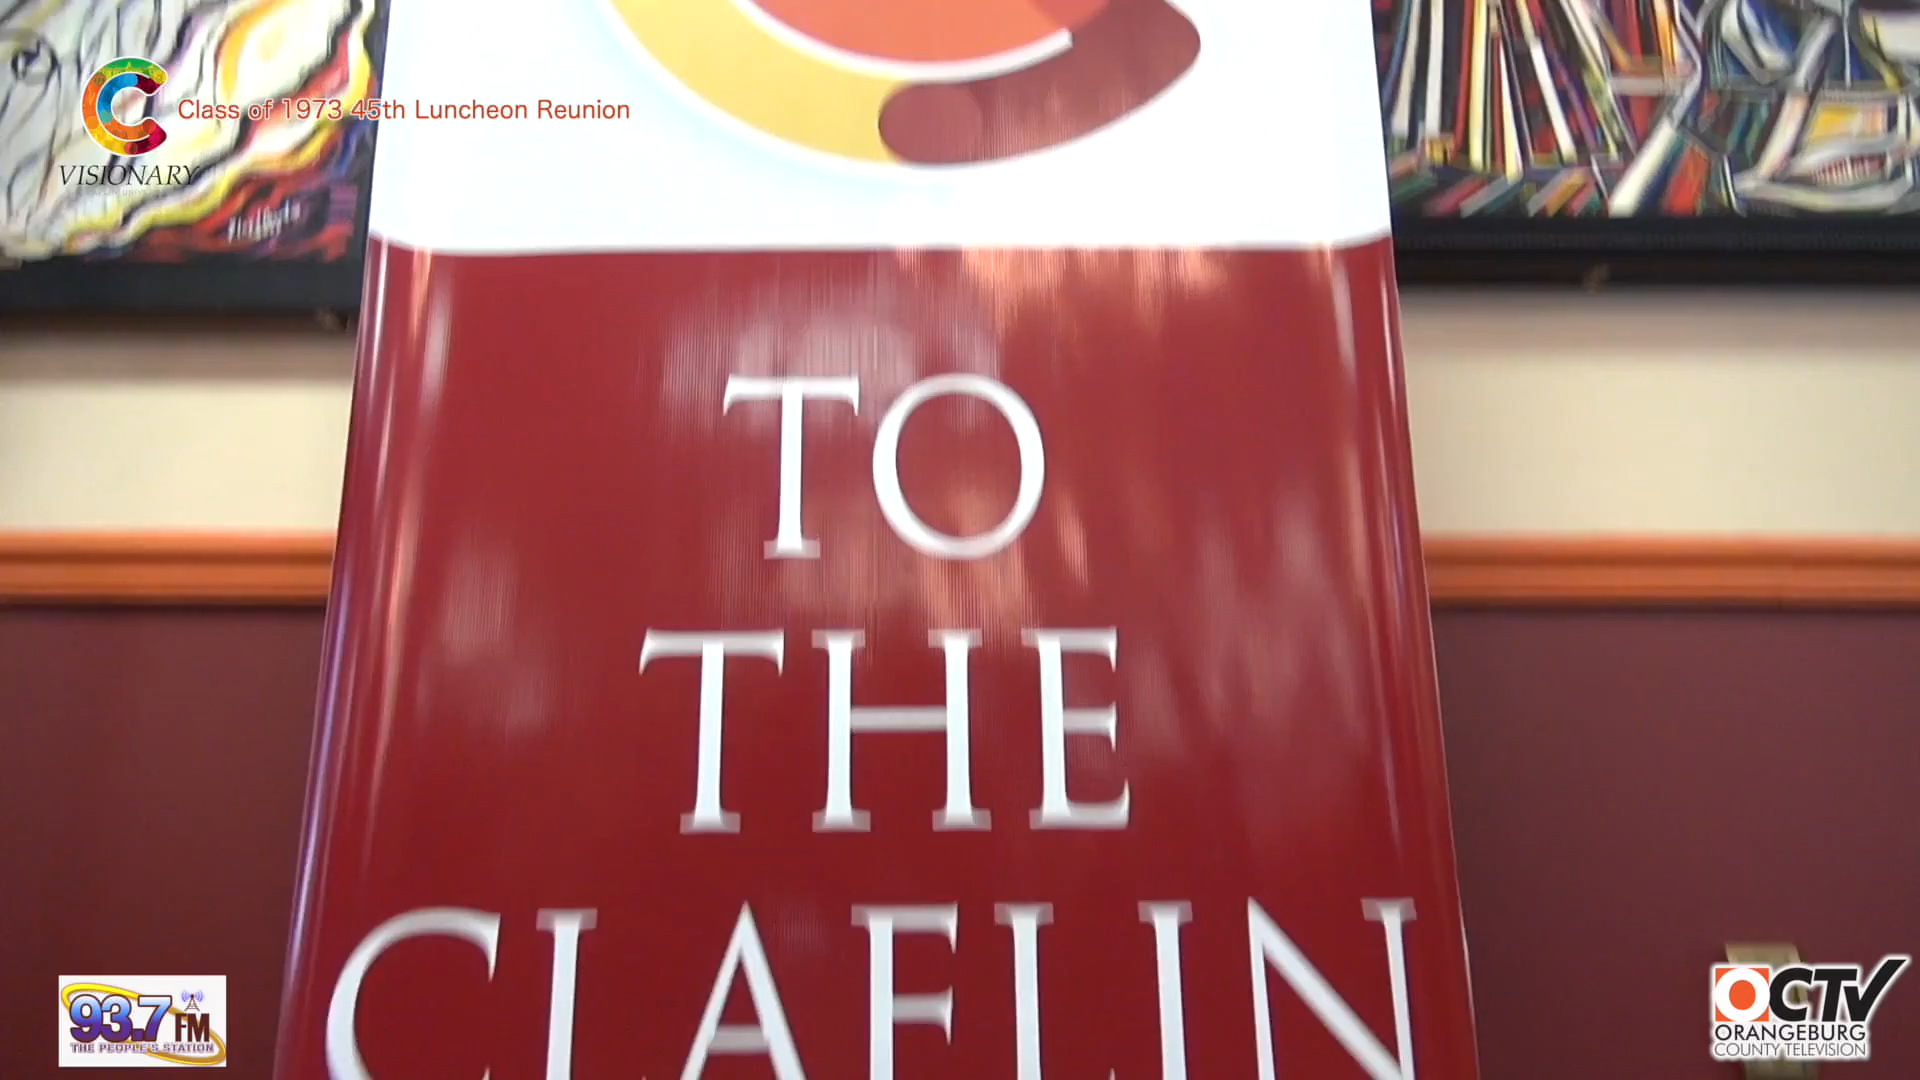 Class of 1973 45th Luncheon Reunion
VISIONARY
TO
THE
CLAFLIN
93.7 FM
THE PEOPLE'S STATION
OCTV
ORANGEBURG
COUNTY TELEVISION